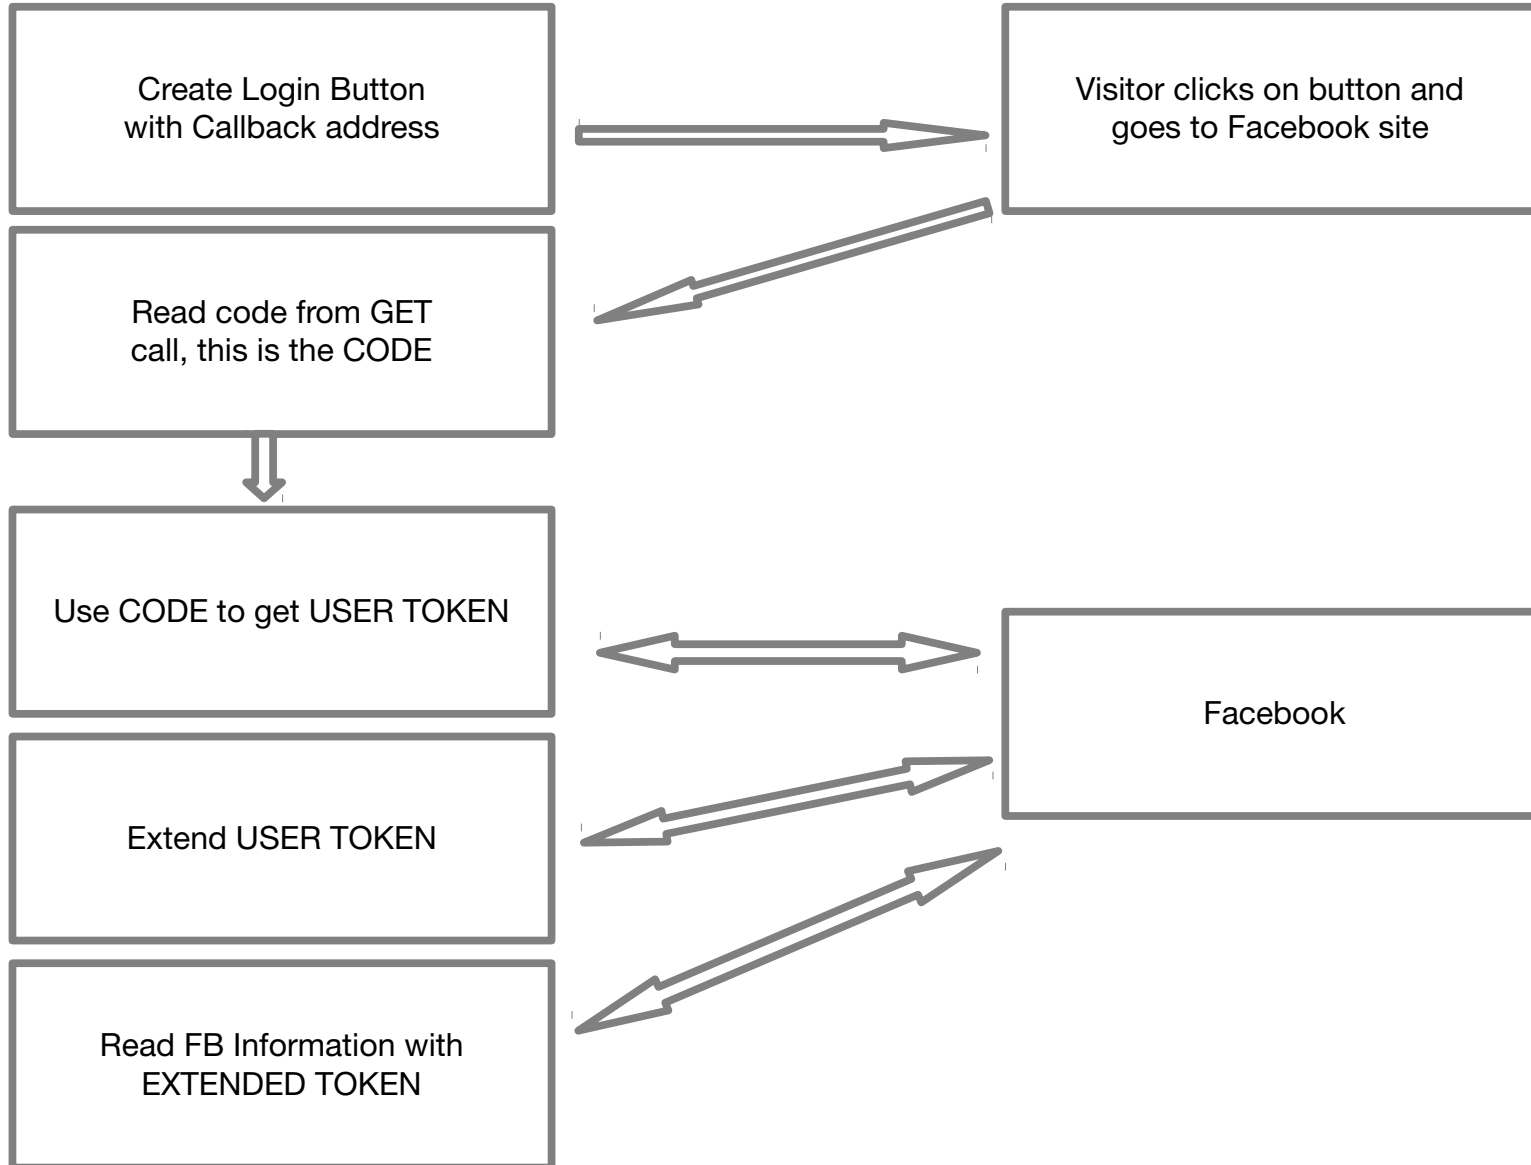 Create Login Button
with Callback address
Visitor clicks on button and
goes to Facebook site
Read code from GET
call, this is the CODE
Use CODE to get USER TOKEN
Facebook
Extend USER TOKEN
Read FB Information with
EXTENDED TOKEN